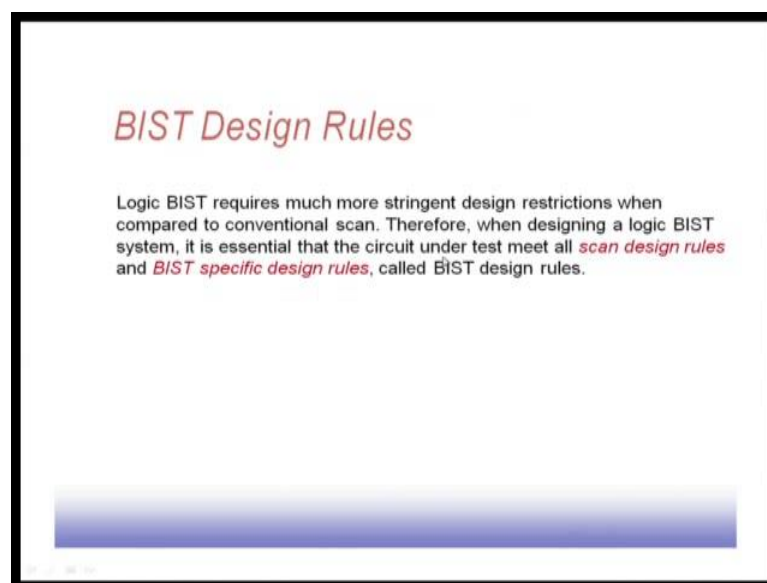 BIST Design Rules
Logic BIST requires much more stringent design restrictions when
compared to conventional scan. Therefore, when designing a logic BIST
system, it is essential that the circuit under test meet all scan design rules
and BIST specific design rules, called BIST design rules.